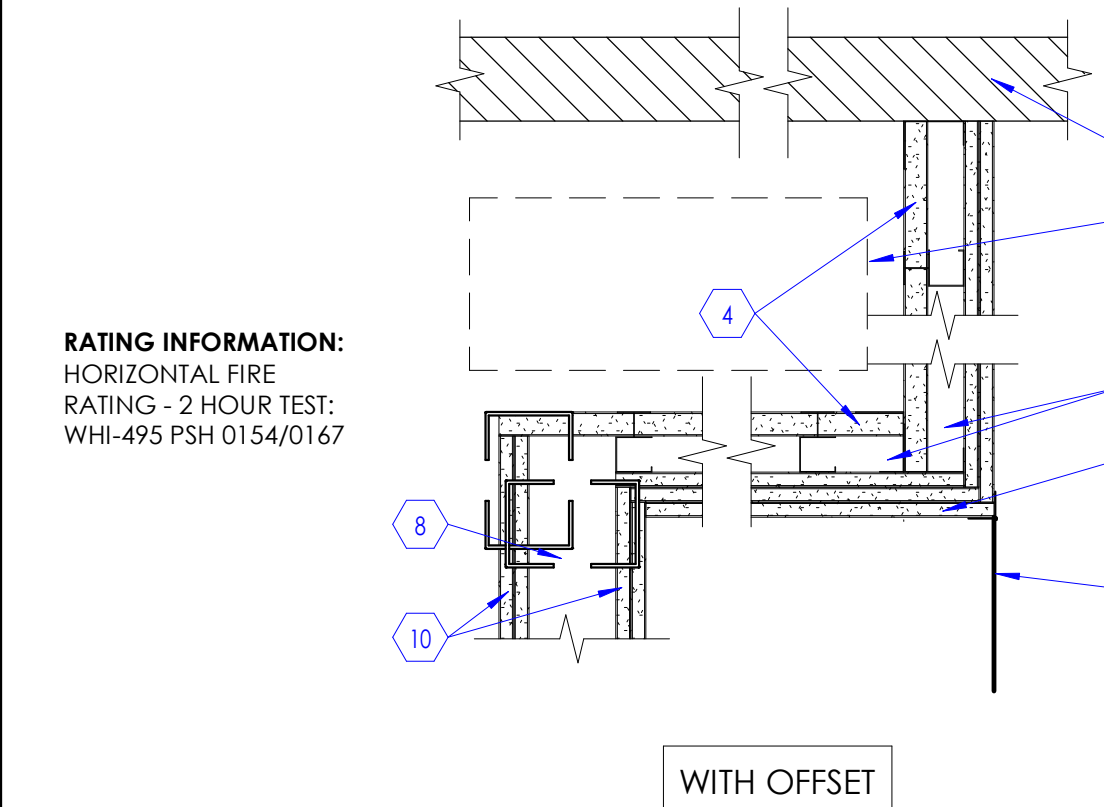 RATING INFORMATION:
HORIZONTAL FIRE
RATING - 2 HOUR TEST:
WHI-495 PSH 0154/0167
4
8
10
WITH OFFSET